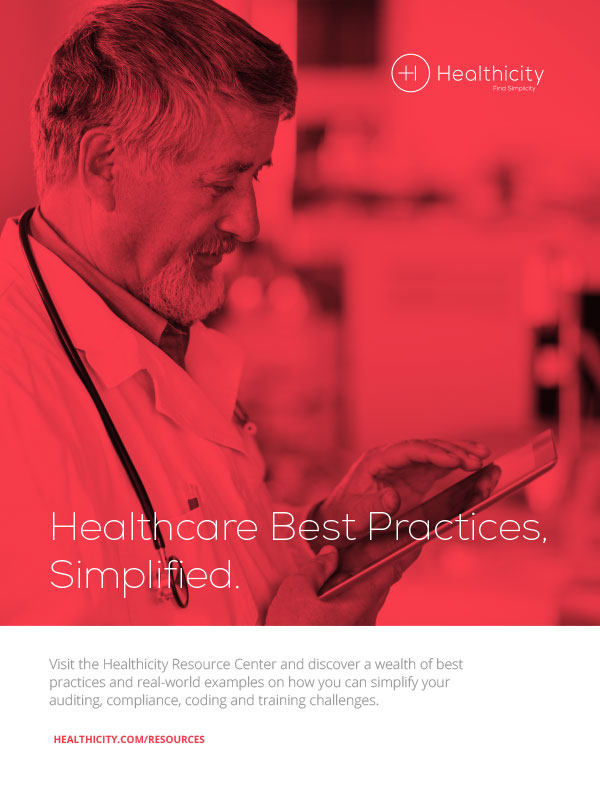 Healthicity
Find Simplicity
Healthcare Best Practices,
Simplified.
Visit the Healthicity Resource Center and discover a wealth of best
practices and real-world examples on how you can simplify your
auditing, compliance, coding and training challenges.
HEALTHICITY.COM/RESOURCES